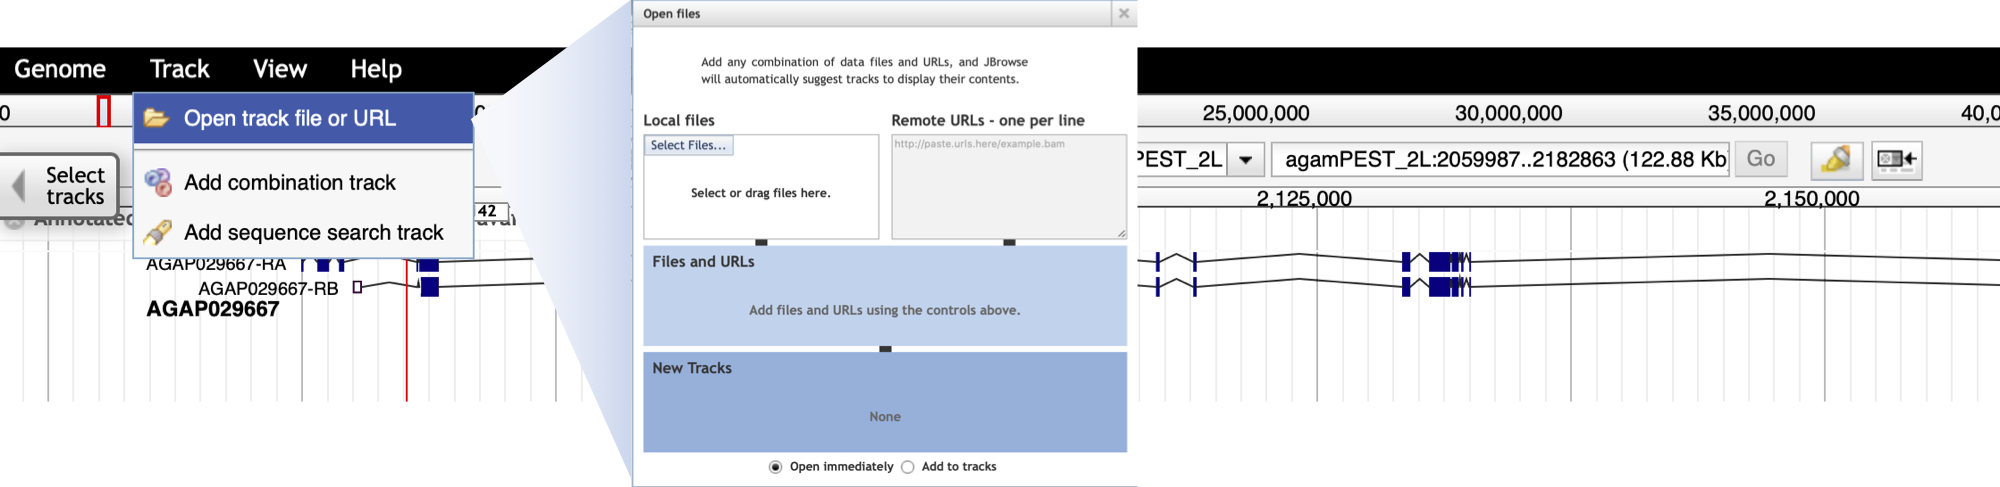 Genome Track View Help
0
Open track file or URL
Select
tracks
Add combination track
Add sequence search track
Annotated
42
AGAP029667-RA
AGAP029667-RB
AGAP029667
Open files
Add any combination of data files and URLs, and JBrowse
will automatically suggest tracks to display their contents.
Local files
Select Files...
Select or drag files here.
Remote URLs - one per line
http://paste.urls.here/example.bam
Files and URLs
Add files and URLs using the controls above.
New Tracks
None
Open immediately Add to tracks
25,000,000 30,000,000 35,000,000 40,0
PEST_2L agamPEST_2L:2059987..2182863 (122.88 Kb Go
2,125,000 2,150,000